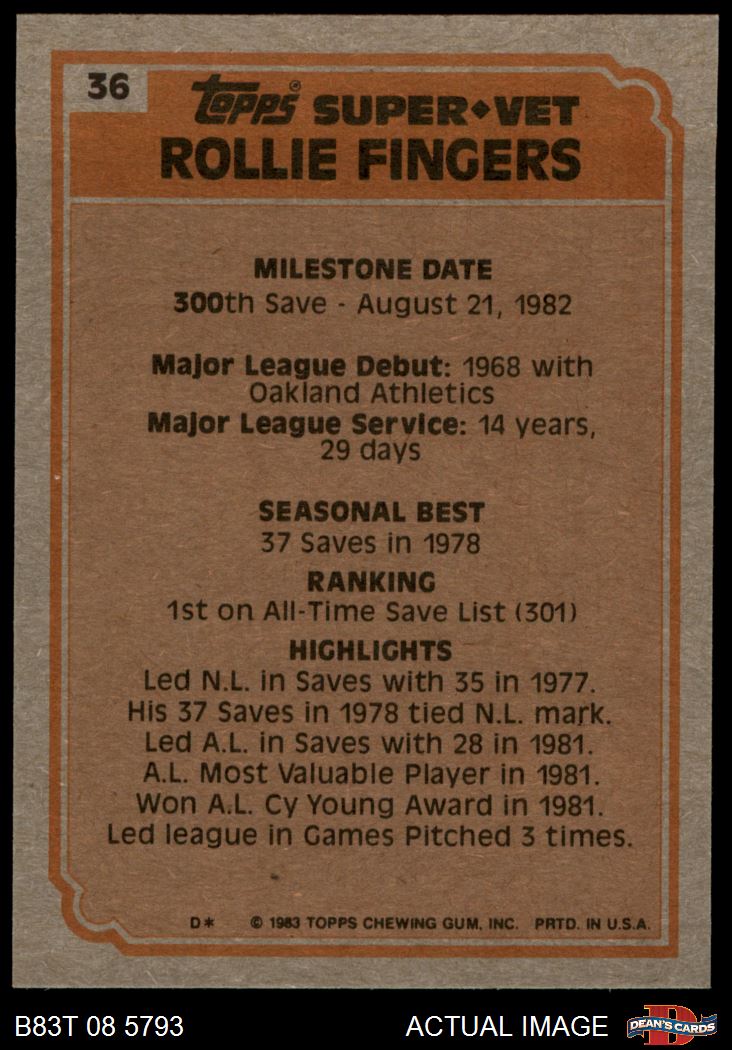 36
Topps® SUPER♦VET
ROLLIE FINGERS
MILESTONE DATE
300th Save - August 21, 1982
Major League Debut: 1968 with
Oakland Athletics
Major League Service: 14 years,
29 days
SEASONAL BEST
37 Saves in 1978
RANKING
1st on All-Time Save List (301)
HIGHLIGHTS
Led N.L. in Saves with 35 in 1977.
His 37 Saves in 1978 tied N.L. mark.
Led A.L. in Saves with 28 in 1981.
A.L. Most Valuable Player in 1981.
Won A.L. Cy Young Award in 1981.
Led league in Games Pitched 3 times.
D* © 1983 TOPPS CHEWING GUM, INC. PRTD. IN U.S.A.
B83T 08 5793 ACTUAL IMAGE D DEAN'S CARDS